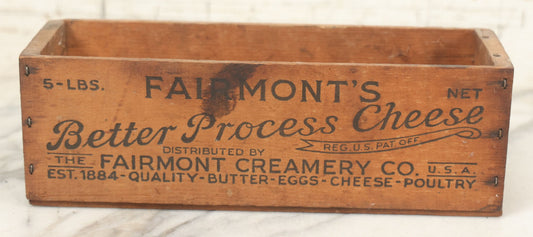 5-LBS. FAIRMONT'S NET
Better Process Cheese
REG. U.S. PAT. OFF.
DISTRIBUTED BY
THE FAIRMONT CREAMERY CO. U.S.A.
EST. 1884-QUALITY-BUTTER-EGGS-CHEESE-POULTRY